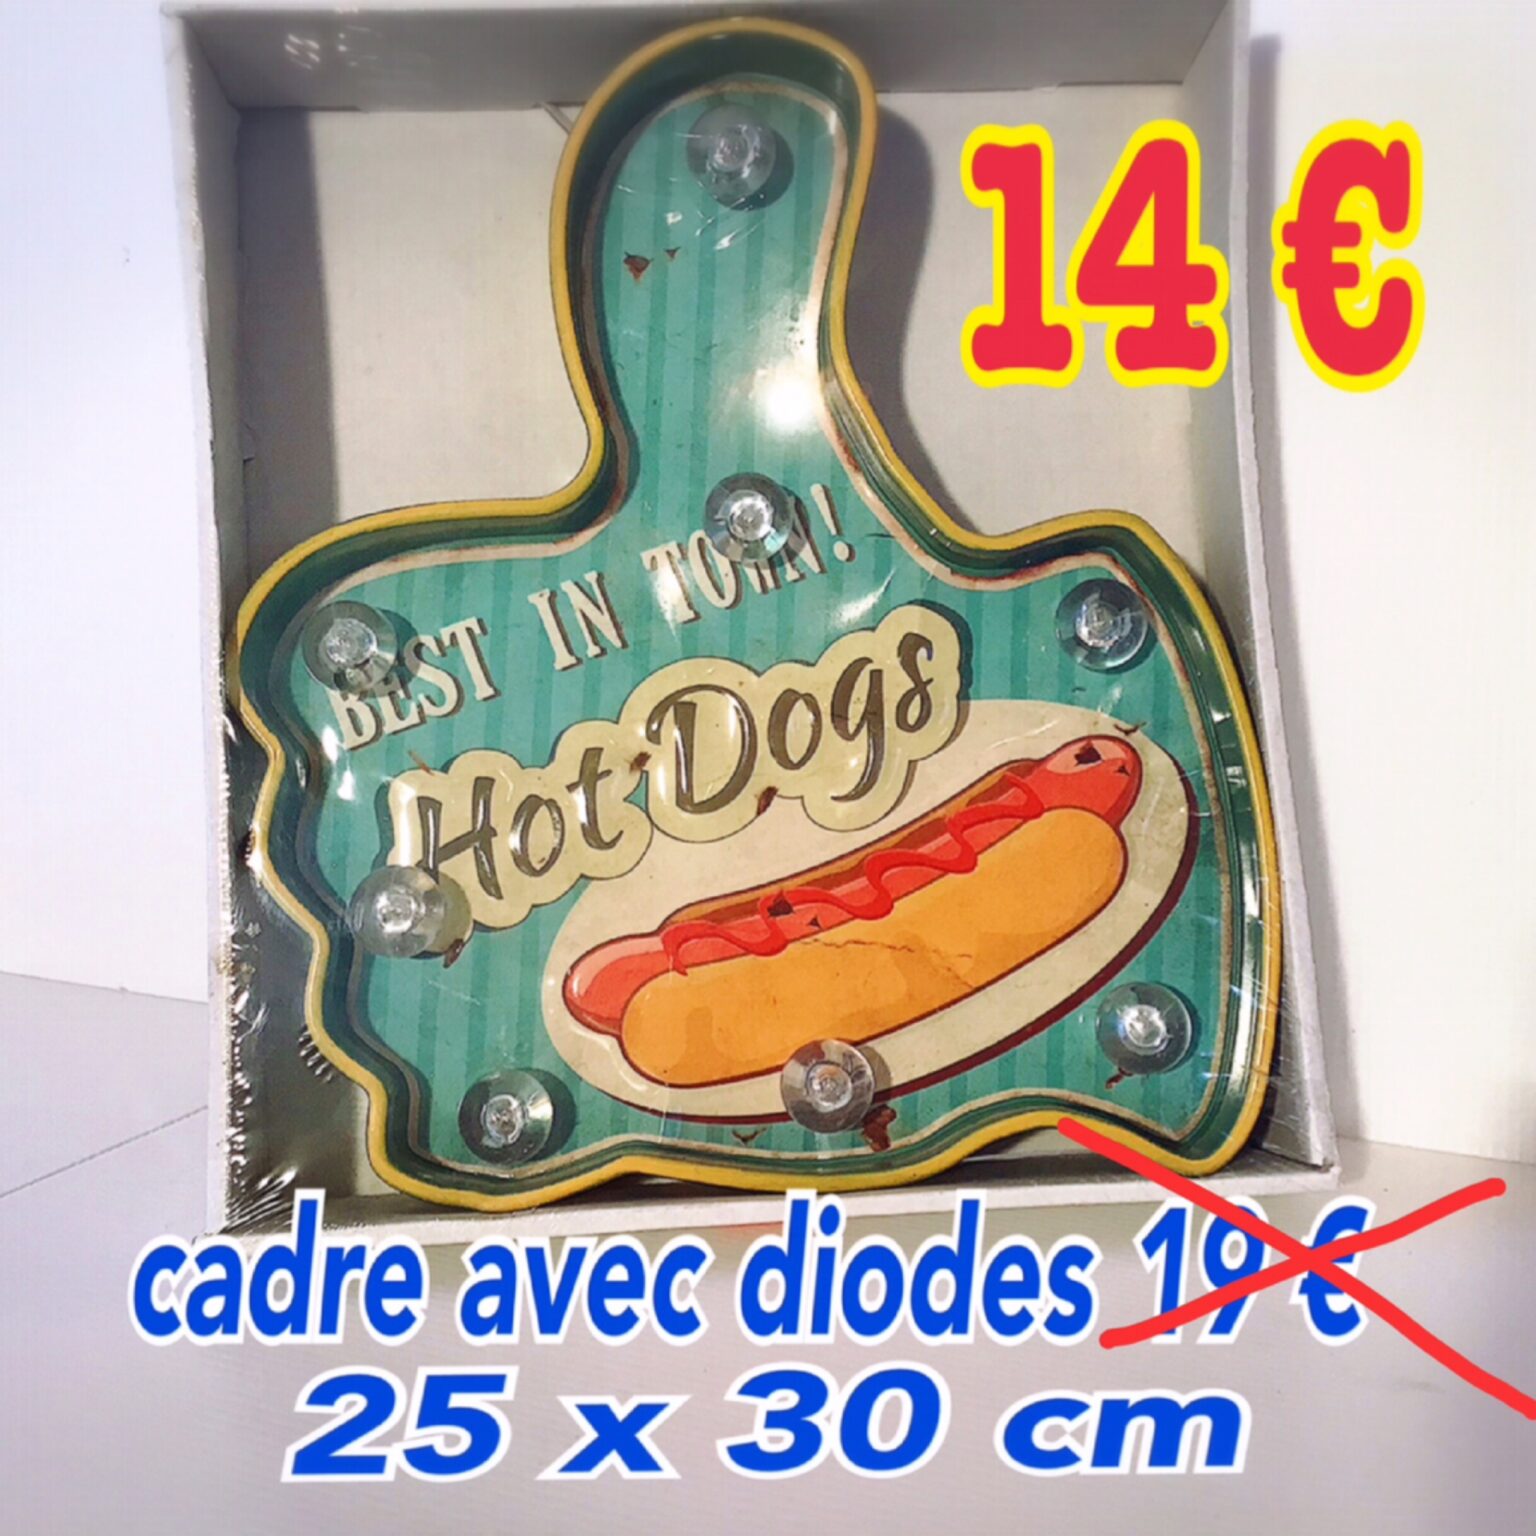 14 €
BEST IN TOWN!
Hot Dogs
cadre avec diodes 19 €
25 x 30 cm